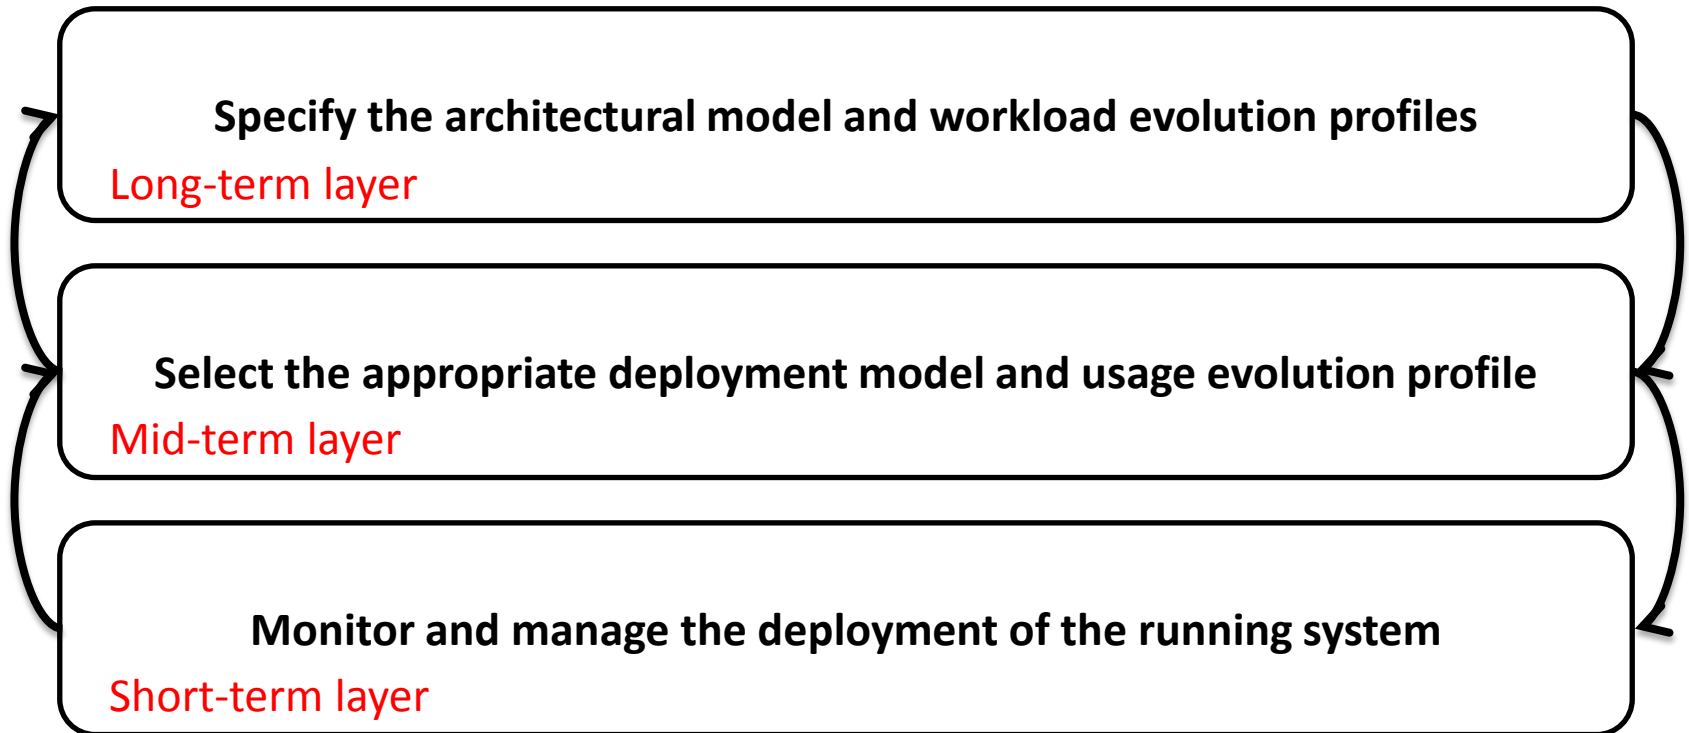 Specify the architectural model and workload evolution profiles
Long-term layer
Select the appropriate deployment model and usage evolution profile
Mid-term layer
Monitor and manage the deployment of the running system
Short-term layer